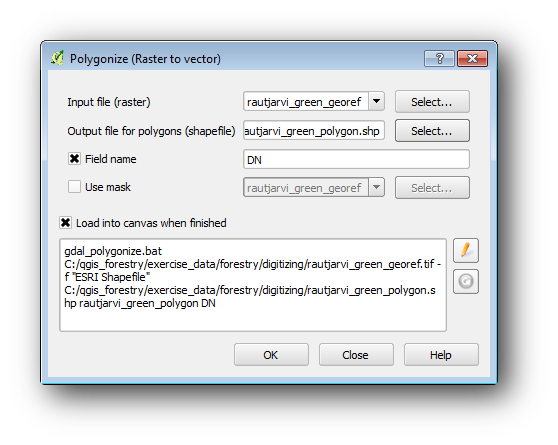 Polygonize (Raster to vector)
Input file (raster) rautjarvi_green_georef Select...
Output file for polygons (shapefile) autjarvi_green_polygon.shp Select...
Field name DN
Use mask rautjarvi_green_georef Select...
Load into canvas when finished
gdal_polygonize.bat
C:/qgis_forestry/exercise_data/forestry/digitizing/rautjarvi_green_georef.tif -
f "ESRI Shapefile"
C:/qgis_forestry/exercise_data/forestry/digitizing/rautjarvi_green_polygon.s
hp rautjarvi_green_polygon DN
OK Close Help